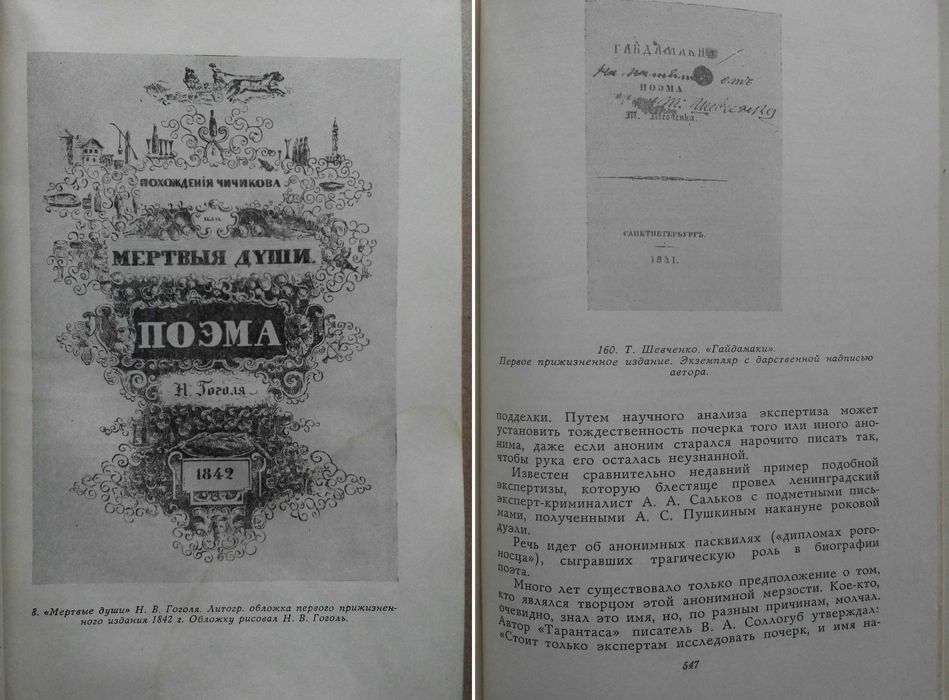 ПОХОЖДЕНІЯ ЧИЧИКОВА
или
МЕРТВЫЯ ДУШИ.
ПОЭМА
Н. Гоголя
1842
8. «Мертвые души» Н. В. Гоголя. Литогр. обложка первого прижизнен-
ного издания 1842 г. Обложку рисовал Н. В. Гоголь.
ГАЙДАМАКИ
На
отъ
ПОЭМА
Т. Шевченко
Т. Шевченка.
САНКТПЕТЕРБУРГЪ.
1841.
160. Т. Шевченко. «Гайдамаки».
Первое прижизненное издание. Экземпляр с дарственной надписью
автора.
подделки. Путем научного анализа экспертиза может
установить тождественность почерка того или иного ано-
нима, даже если аноним старался нарочито писать так,
чтобы рука его осталась неузнанной.
Известен сравнительно недавний пример подобной
экспертизы, которую блестяще провел ленинградский
эксперт-криминалист А. А. Сальков с подметными пись-
мами, полученными А. С. Пушкиным накануне роковой
дуэли.
Речь идет об анонимных пасквилях («дипломах рого-
носца»), сыгравших трагическую роль в биографии
поэта.
Много лет существовало только предположение о том,
кто являлся творцом этой анонимной мерзости. Кое-кто,
очевидно, знал это имя, но, по разным причинам, молчал.
Автор «Тарантаса» писатель В. А. Соллогуб утверждал:
«Стоит только экспертам исследовать почерк, и имя на-
547